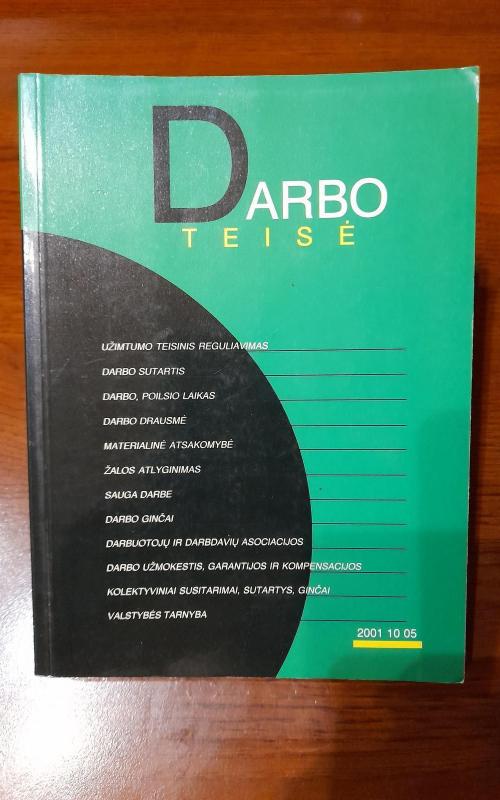 DARBO
TEISĖ
UŽIMTUMO TEISINIS REGULIAVIMAS
DARBO SUTARTIS
DARBO, POILSIO LAIKAS
DARBO DRAUSMĖ
MATERIALINĖ ATSAKOMYBĖ
ŽALOS ATLYGINIMAS
SAUGA DARBE
DARBO GINČAI
DARBUOTOJŲ IR DARBDAVIŲ ASOCIACIJOS
DARBO UŽMOKESTIS, GARANTIJOS IR KOMPENSACIJOS
KOLEKTYVINIAI SUSITARIMAI, SUTARTYS, GINČAI
VALSTYBĖS TARNYBA
2001 10 05